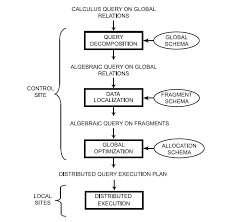 CALCULUS QUERY ON GLOBAL
RELATIONS
QUERY
DECOMPOSITION
GLOBAL
SCHEMA
ALGEBRAIC QUERY ON GLOBAL
RELATIONS
CONTROL
SITE
DATA
LOCALIZATION
FRAGMENT
SCHEMA
ALGEBRAIC QUERY ON FRAGMENTS
GLOBAL
OPTIMIZATION
ALLOCATION
SCHEMA
DISTRIBUTED QUERY EXECUTION PLAN
LOCAL
SITES
DISTRIBUTED
EXECUTION